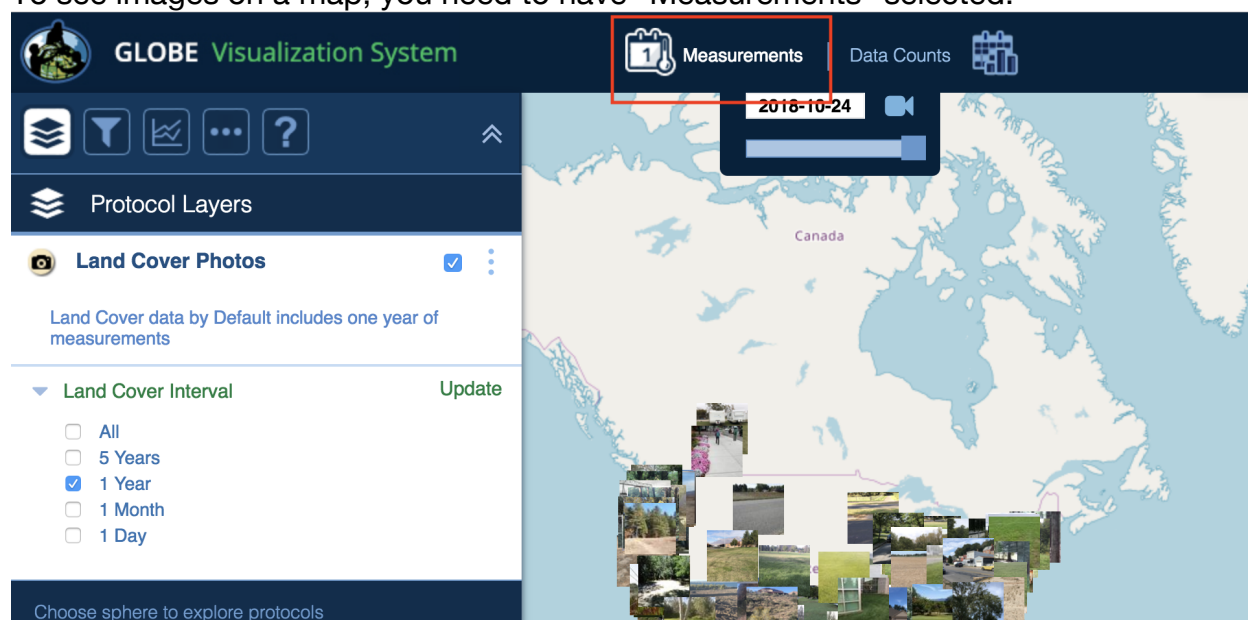 To see images on a map, you need to have "Measurements" selected.
GLOBE Visualization System
1 Measurements | Data Counts
2018-10-24
?
Protocol Layers
Canada
Land Cover Photos
Land Cover data by Default includes one year of
measurements
Land Cover Interval Update
All
5 Years
1 Year
1 Month
1 Day
Choose sphere to explore protocols